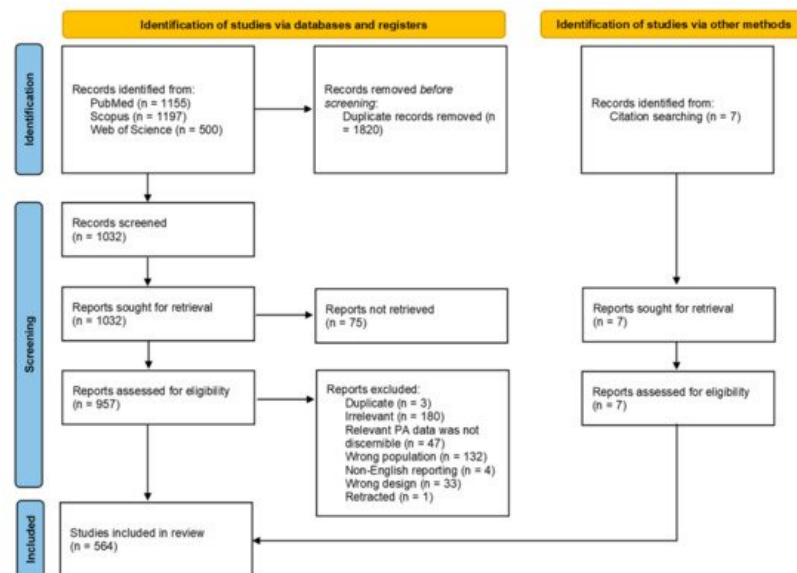 Identification of studies via databases and registers
Identification of studies via other methods
Identification
Records identified from:
PubMed (n = 1155)
Scopus (n = 1197)
Web of Science (n = 500)
Records removed before
screening:
Duplicate records removed (n
= 1820)
Records identified from:
Citation searching (n = 7)
Screening
Records screened
(n = 1032)
Reports sought for retrieval
(n = 1032)
Reports not retrieved
(n = 75)
Reports sought for retrieval
(n = 7)
Reports assessed for eligibility
(n = 957)
Reports excluded:
Duplicate (n = 3)
Irrelevant (n = 180)
Relevant PA data was not
discernible (n = 47)
Wrong population (n = 132)
Non-English reporting (n = 4)
Wrong design (n = 33)
Retracted (n = 1)
Reports assessed for eligibility
(n = 7)
Included
Studies included in review
(n = 564)